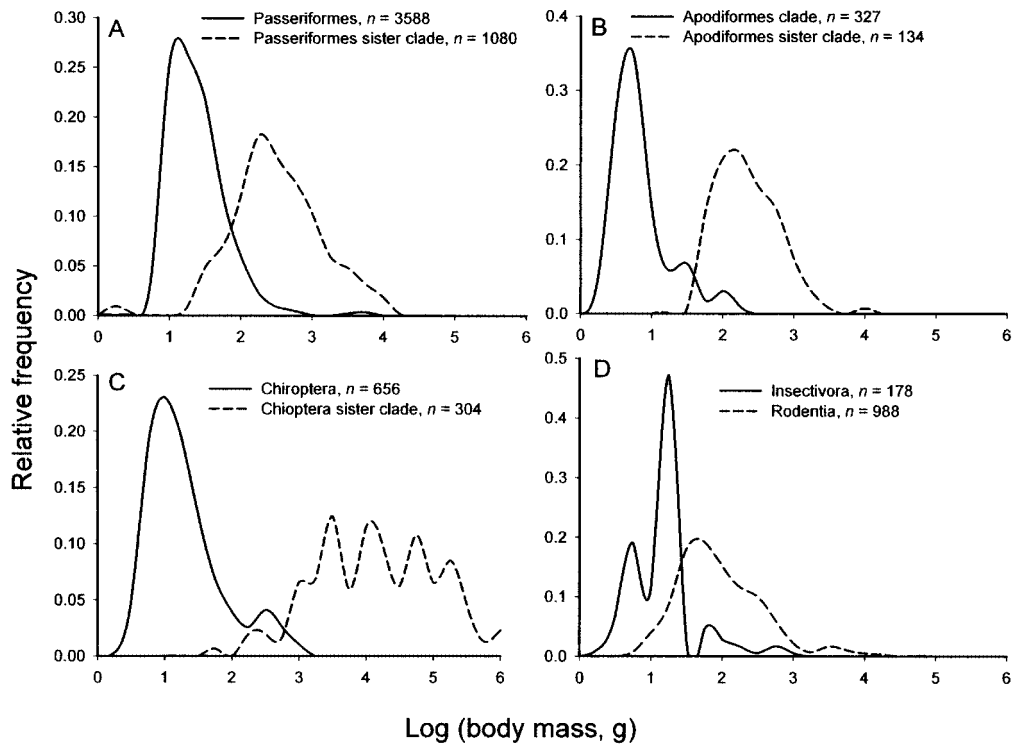 A
Passeriformes, n = 3588
Passeriformes sister clade, n = 1080
0.30
0.25
0.20
0.15
0.10
0.05
0.00
0 1 2 3 4 5 6
B
Apodiformes clade, n = 327
Apodiformes sister clade, n = 134
0.4
0.3
0.2
0.1
0.0
0 1 2 3 4 5 6
C
Chiroptera, n = 656
Chioptera sister clade, n = 304
0.25
0.20
0.15
0.10
0.05
0.00
0 1 2 3 4 5 6
D
Insectivora, n = 178
Rodentia, n = 988
0.5
0.4
0.3
0.2
0.1
0.0
0 1 2 3 4 5 6
Relative frequency
Log (body mass, g)